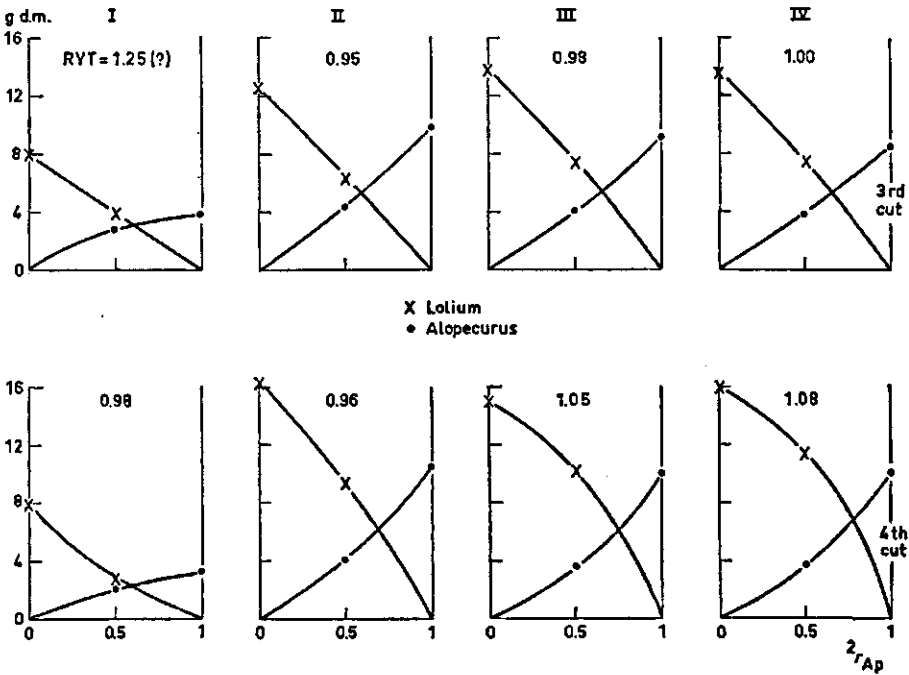 g d.m. I II III IV
16 RYT = 1.25 (?) 0.95 0.98 1.00
12
8
4 3rd cut
0
x Lolium
• Alopecurus
16 0.98 0.96 1.05 1.08
12
8
4 4th cut
0
0 0.5 1 0 0.5 1 0 0.5 1 0 0.5 1
2rAp